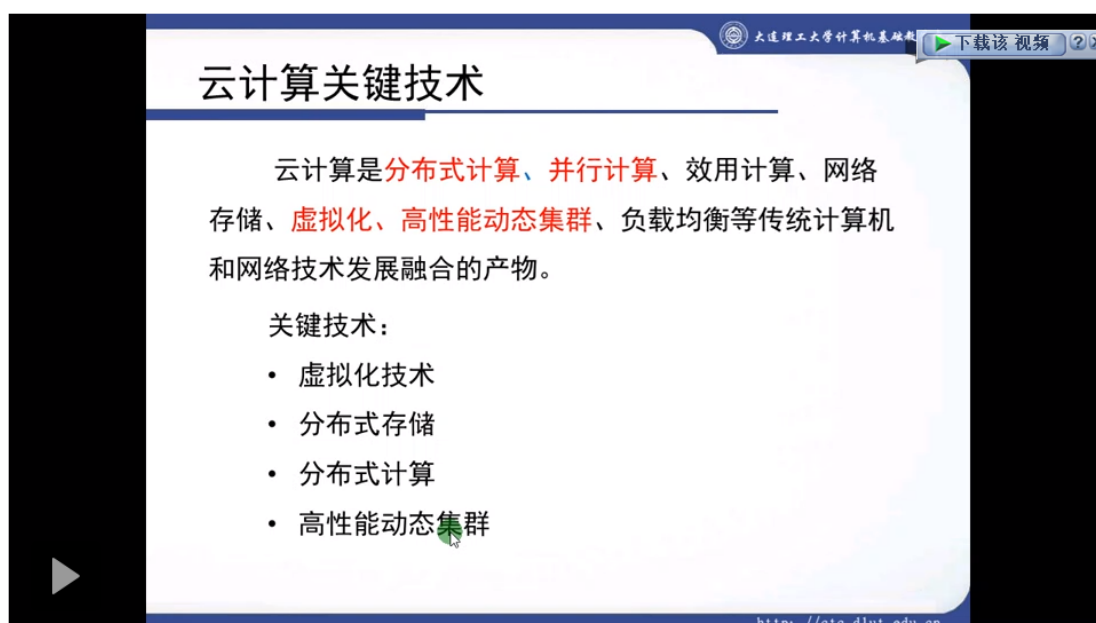 大连理工大学计算机基础教
下载该 视频
云计算关键技术
云计算是分布式计算、并行计算、效用计算、网络
存储、虚拟化、高性能动态集群、负载均衡等传统计算机
和网络技术发展融合的产物。
关键技术：
• 虚拟化技术
• 分布式存储
• 分布式计算
• 高性能动态集群